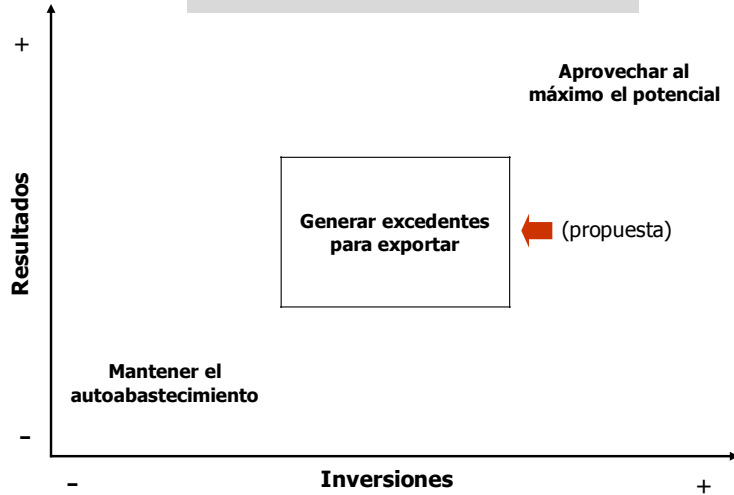 +
Aprovechar al
máximo el potencial
Resultados
Generar excedentes
para exportar
(propuesta)
Mantener el
autoabastecimiento
-
-
Inversiones
+